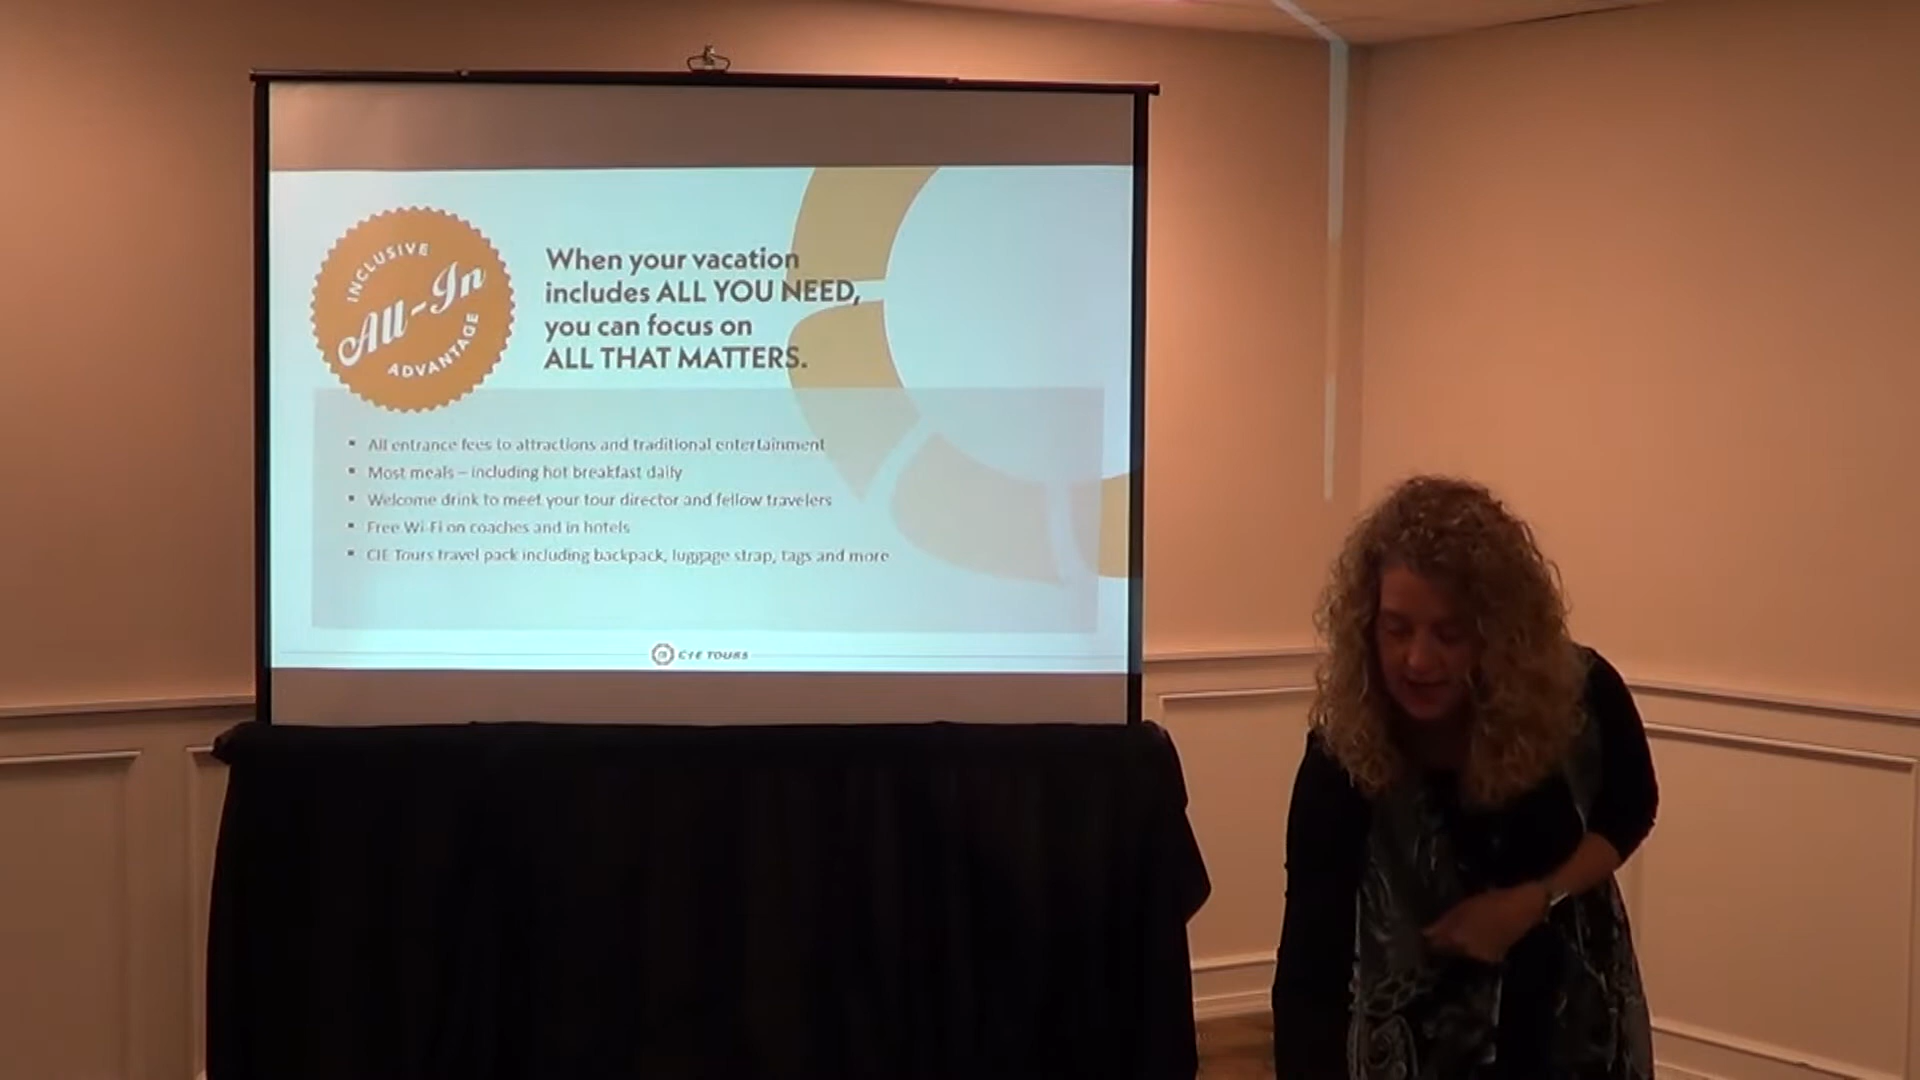 INCLUSIVE
All-In
ADVANTAGE
When your vacation
includes ALL YOU NEED,
you can focus on
ALL THAT MATTERS.
▪ All entrance fees to attractions and traditional entertainment
▪ Most meals – including hot breakfast daily
▪ Welcome drink to meet your tour director and fellow travelers
▪ Free Wi-Fi on coaches and in hotels
▪ CIE Tours travel pack including backpack, luggage strap, tags and more
CIE TOURS